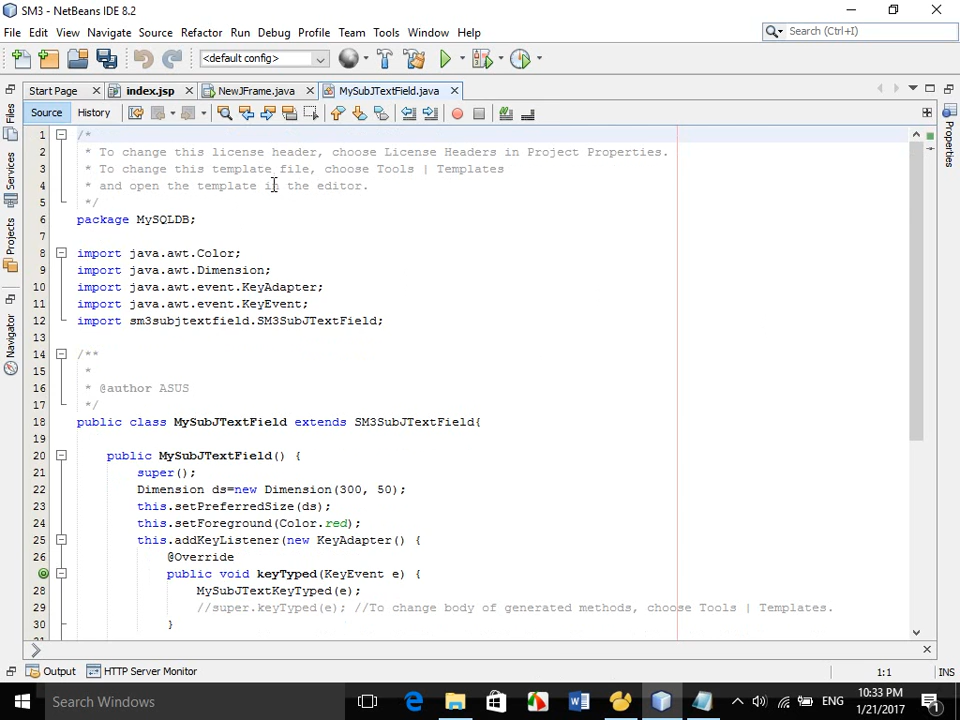 SM3 - NetBeans IDE 8.2
File Edit View Navigate Source Refactor Run Debug Profile Team Tools Window Help
Search (Ctrl+I)
<default config>
Start Page index.jsp NewJFrame.java MySubJTextField.java
Source History
1 /*
2 * To change this license header, choose License Headers in Project Properties.
3 * To change this template file, choose Tools | Templates
4 * and open the template in the editor.
5 */
6 package MySQLDB;
7
8 import java.awt.Color;
9 import java.awt.Dimension;
10 import java.awt.event.KeyAdapter;
11 import java.awt.event.KeyEvent;
12 import sm3subjtextfield.SM3SubJTextField;
13
14 /**
15 *
16 * @author ASUS
17 */
18 public class MySubJTextField extends SM3SubJTextField{
19
20 public MySubJTextField() {
21 super();
22 Dimension ds=new Dimension(300, 50);
23 this.setPreferredSize(ds);
24 this.setForeground(Color.red);
25 this.addKeyListener(new KeyAdapter() {
26 @Override
public void keyTyped(KeyEvent e) {
28 MySubJTextKeyTyped(e);
29 //super.keyTyped(e); //To change body of generated methods, choose Tools | Templates.
30 }
Files
Services
Projects
Navigator
Properties
Output HTTP Server Monitor
1:1 INS
Search Windows
ENG
10:33 PM
1/21/2017
1